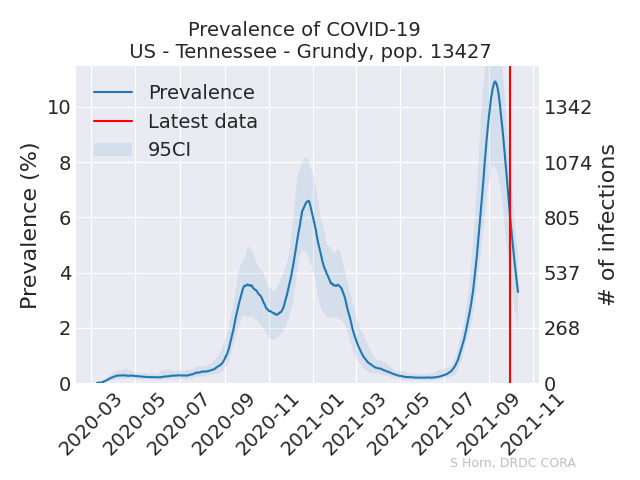 Prevalence of COVID-19
US - Tennessee - Grundy, pop. 13427
Prevalence
Latest data
95CI
Prevalence (%)
10
8
6
4
2
0
1342
1074
805
537
268
0
# of infections
2020-03
2020-05
2020-07
2020-09
2020-11
2021-01
2021-03
2021-05
2021-07
2021-09
2021-11
S Horn, DRDC CORA